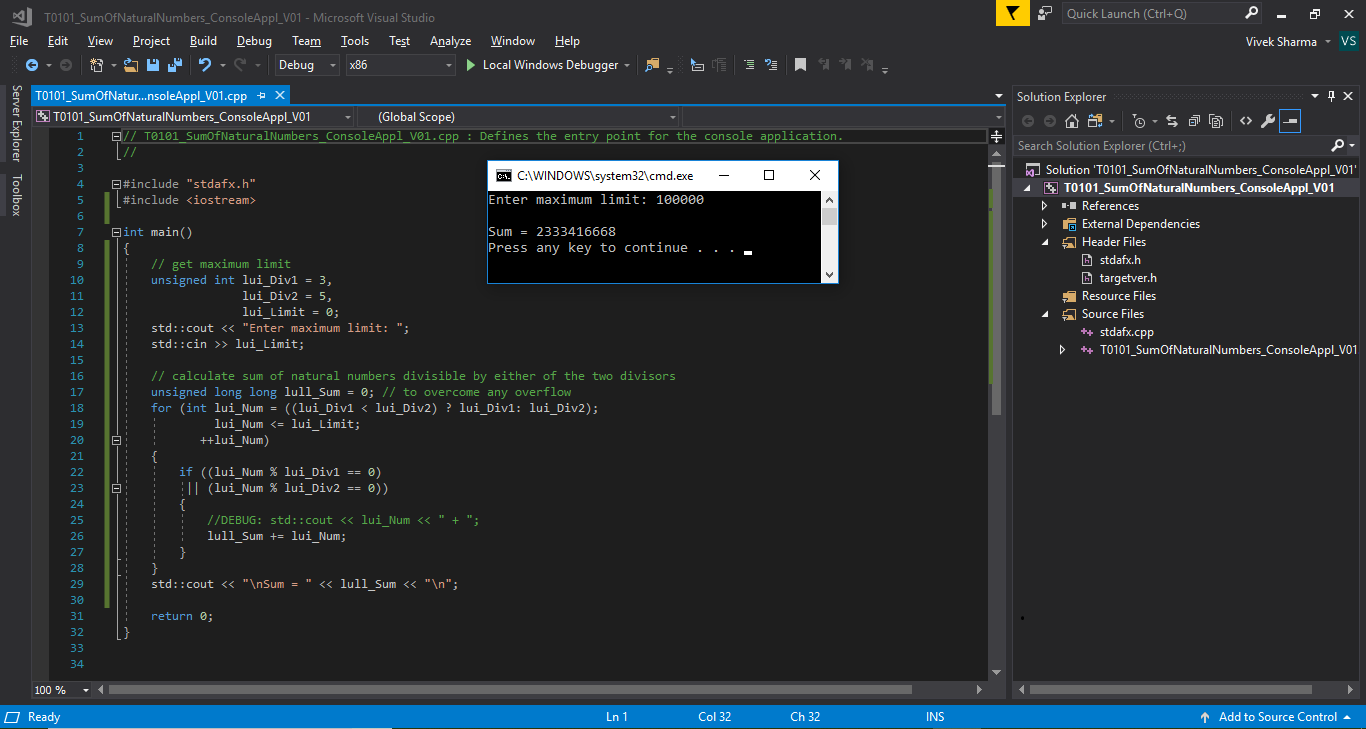 T0101_SumOfNaturalNumbers_ConsoleAppl_V01 - Microsoft Visual Studio
Quick Launch (Ctrl+Q)
File Edit View Project Build Debug Team Tools Test Analyze Window Help
Vivek Sharma VS
Debug x86 Local Windows Debugger
Server Explorer
Toolbox
T0101_SumOfNatur...nsoleAppl_V01.cpp
T0101_SumOfNaturalNumbers_ConsoleAppl_V01 (Global Scope)
1 // T0101_SumOfNaturalNumbers_ConsoleAppl_V01.cpp : Defines the entry point for the console application.
2 //
3
4 #include "stdafx.h"
5 #include <iostream>
6
7 int main()
8 {
9 // get maximum limit
10 unsigned int lui_Div1 = 3,
11 lui_Div2 = 5,
12 lui_Limit = 0;
13 std::cout << "Enter maximum limit: ";
14 std::cin >> lui_Limit;
15
16 // calculate sum of natural numbers divisible by either of the two divisors
17 unsigned long long lull_Sum = 0; // to overcome any overflow
18 for (int lui_Num = ((lui_Div1 < lui_Div2) ? lui_Div1: lui_Div2);
19 lui_Num <= lui_Limit;
20 ++lui_Num)
21 {
22 if ((lui_Num % lui_Div1 == 0)
23 || (lui_Num % lui_Div2 == 0))
24 {
25 //DEBUG: std::cout << lui_Num << " + ";
26 lull_Sum += lui_Num;
27 }
28 }
29 std::cout << "\nSum = " << lull_Sum << "\n";
30
31 return 0;
32 }
33
34
C:\WINDOWS\system32\cmd.exe
Enter maximum limit: 100000
Sum = 2333416668
Press any key to continue . . .
Solution Explorer
Search Solution Explorer (Ctrl+;)
Solution 'T0101_SumOfNaturalNumbers_ConsoleAppl_V01'
T0101_SumOfNaturalNumbers_ConsoleAppl_V01
References
External Dependencies
Header Files
stdafx.h
targetver.h
Resource Files
Source Files
stdafx.cpp
T0101_SumOfNaturalNumbers_ConsoleAppl_V01
100 %
Ready Ln 1 Col 32 Ch 32 INS Add to Source Control